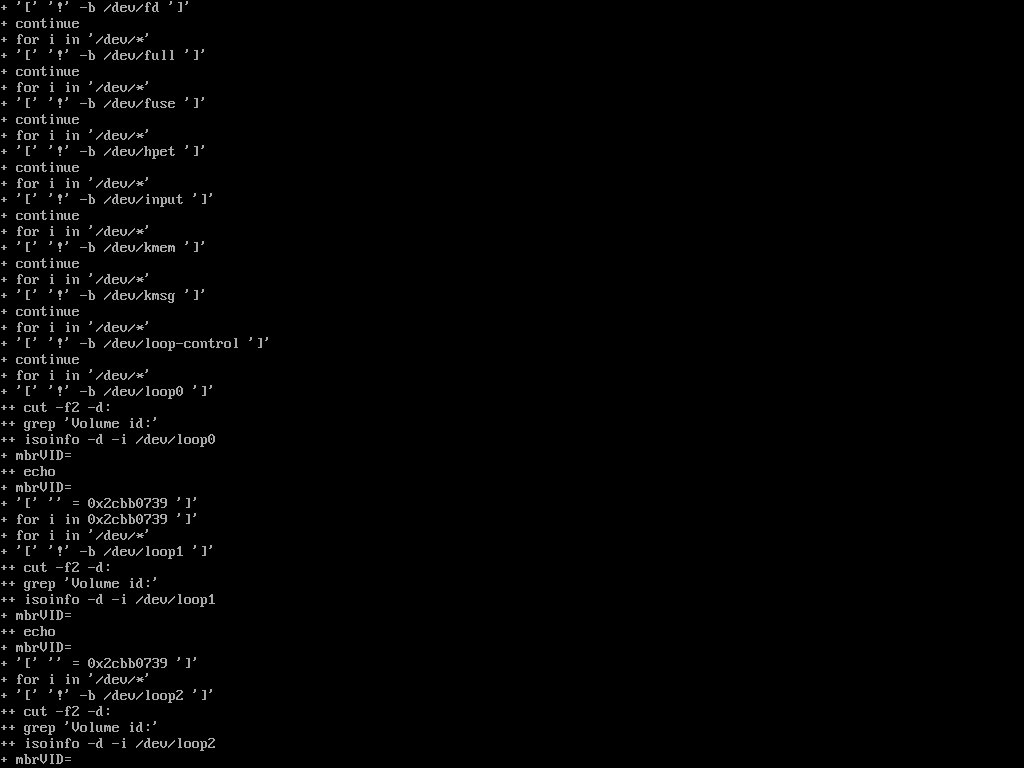 + '[' '!' -b /dev/fd ']'
+ continue
+ for i in '/dev/*'
+ '[' '!' -b /dev/full ']'
+ continue
+ for i in '/dev/*'
+ '[' '!' -b /dev/fuse ']'
+ continue
+ for i in '/dev/*'
+ '[' '!' -b /dev/hpet ']'
+ continue
+ for i in '/dev/*'
+ '[' '!' -b /dev/input ']'
+ continue
+ for i in '/dev/*'
+ '[' '!' -b /dev/kmem ']'
+ continue
+ for i in '/dev/*'
+ '[' '!' -b /dev/kmsg ']'
+ continue
+ for i in '/dev/*'
+ '[' '!' -b /dev/loop-control ']'
+ continue
+ for i in '/dev/*'
+ '[' '!' -b /dev/loop0 ']'
++ cut -f2 -d:
++ grep 'Volume id:'
++ isoinfo -d -i /dev/loop0
+ mbrVID=
++ echo
+ mbrVID=
+ '[' '' = 0x2cbb0739 ']'
+ for i in 0x2cbb0739 ']'
+ for i in '/dev/*'
+ '[' '!' -b /dev/loop1 ']'
++ cut -f2 -d:
++ grep 'Volume id:'
++ isoinfo -d -i /dev/loop1
+ mbrVID=
++ echo
+ mbrVID=
+ '[' '' = 0x2cbb0739 ']'
+ for i in '/dev/*'
+ '[' '!' -b /dev/loop2 ']'
++ cut -f2 -d:
++ grep 'Volume id:'
++ isoinfo -d -i /dev/loop2
+ mbrVID=